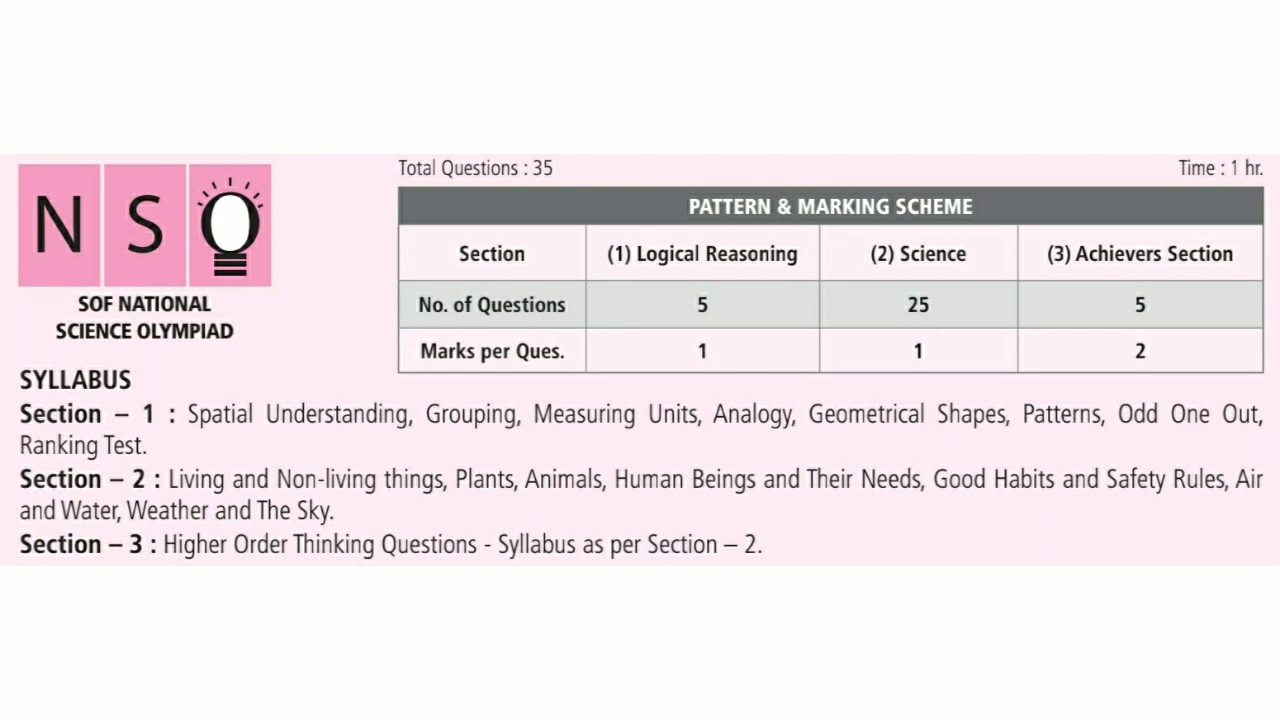 N S O
SOF NATIONAL
SCIENCE OLYMPIAD
Total Questions : 35
Time : 1 hr.
PATTERN & MARKING SCHEME
Section (1) Logical Reasoning (2) Science (3) Achievers Section
No. of Questions 5 25 5
Marks per Ques. 1 1 2
SYLLABUS
Section – 1 : Spatial Understanding, Grouping, Measuring Units, Analogy, Geometrical Shapes, Patterns, Odd One Out,
Ranking Test.
Section – 2 : Living and Non-living things, Plants, Animals, Human Beings and Their Needs, Good Habits and Safety Rules, Air
and Water, Weather and The Sky.
Section – 3 : Higher Order Thinking Questions - Syllabus as per Section – 2.